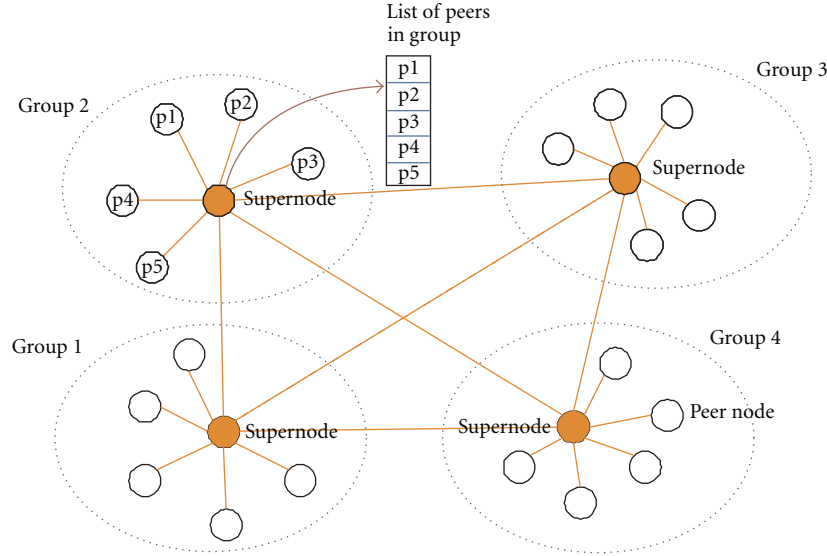 List of peers
in group
p1
p2
p3
p4
p5
Group 2
p1
p2
p3
p4
p5
Supernode
Group 3
Supernode
Group 1
Supernode
Group 4
Supernode
Peer node